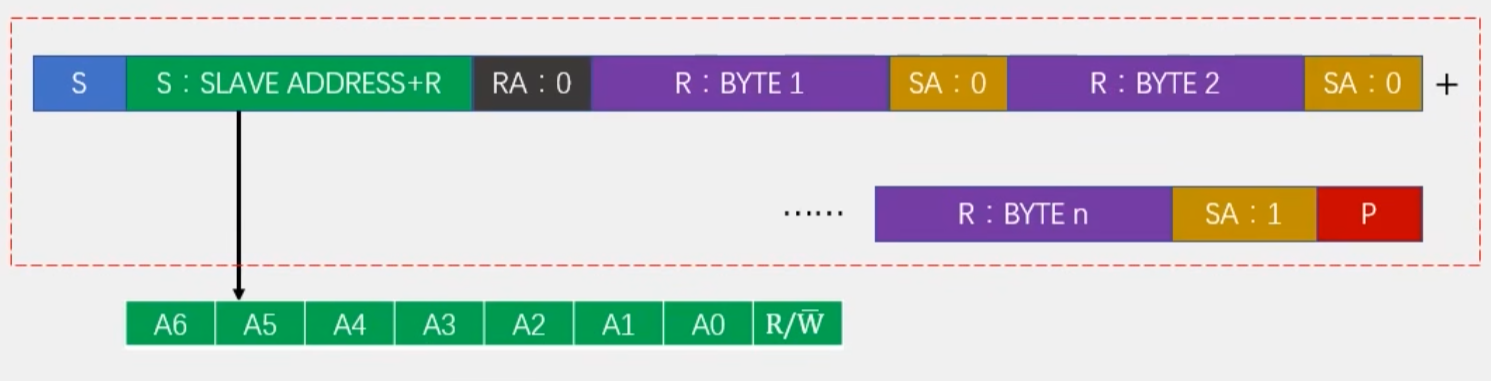 S S：SLAVE ADDRESS+R RA：0 R：BYTE 1 SA：0 R：BYTE 2 SA：0 +
…… R：BYTE n SA：1 P
A6 A5 A4 A3 A2 A1 A0 R/W̅